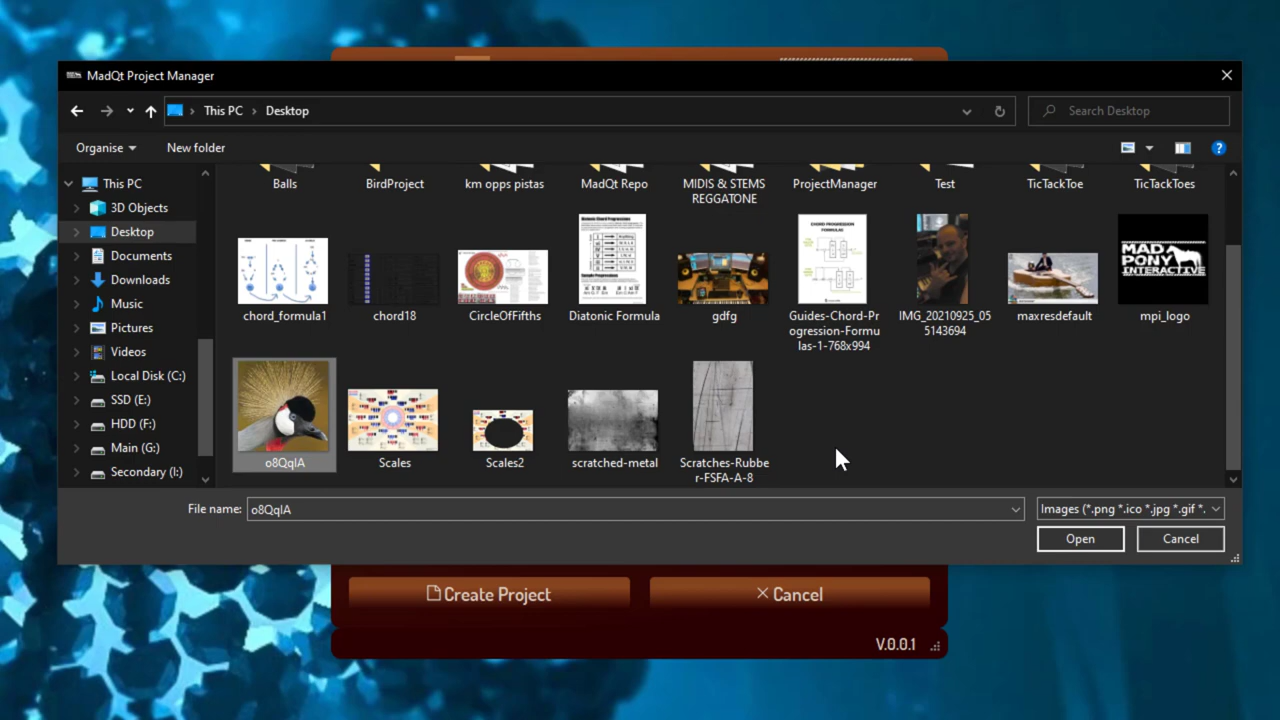 MadQt Project Manager
This PC > Desktop
Search Desktop
Organise
New folder
This PC
3D Objects
Desktop
Documents
Downloads
Music
Pictures
Videos
Local Disk (C:)
SSD (E:)
HDD (F:)
Main (G:)
Secondary (I:)
Balls
BirdProject
km opps pistas
MadQt Repo
MIDIS & STEMS
REGGATONE
ProjectManager
Test
TicTackToe
TicTackToes
MAD
PONY
INTERACTIVE
chord_formula1
chord18
CircleOfFifths
Diatonic Formula
gdfg
Guides-Chord-Pr
ogression-Formu
las-1-768x994
IMG_20210925_05
5143694
maxresdefault
mpi_logo
o8QqIA
Scales
Scales2
scratched-metal
Scratches-Rubbe
r-FSFA-A-8
File name: o8QqIA
Images (*.png *.ico *.jpg *.gif *.
Open
Cancel
Create Project
Cancel
V.0.0.1